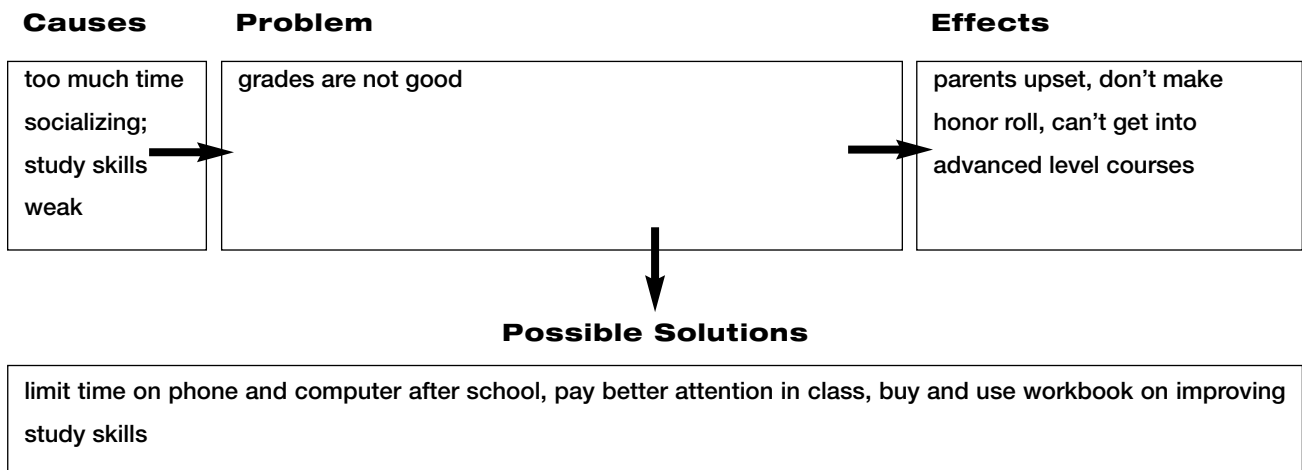 Causes
Problem
Effects
too much time
socializing;
study skills
weak
grades are not good
parents upset, don’t make
honor roll, can’t get into
advanced level courses
Possible Solutions
limit time on phone and computer after school, pay better attention in class, buy and use workbook on improving
study skills